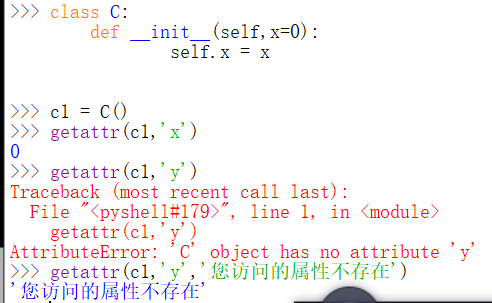 >>> class C:
        def __init__(self,x=0):
                self.x = x
>>> c1 = C()
>>> getattr(c1,'x')
0
>>> getattr(c1,'y')
Traceback (most recent call last):
  File "<pyshell#179>", line 1, in <module>
    getattr(c1,'y')
AttributeError: 'C' object has no attribute 'y'
>>> getattr(c1,'y','您访问的属性不存在')
'您访问的属性不存在'